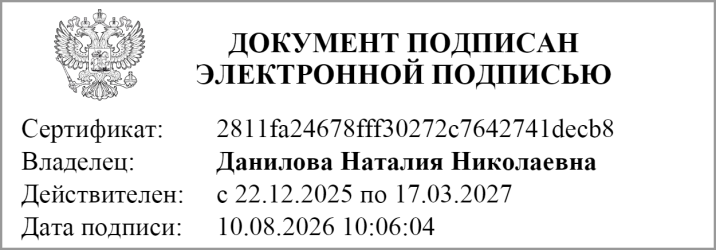 ДОКУМЕНТ ПОДПИСАН
ЭЛЕКТРОННОЙ ПОДПИСЬЮ
Сертификат: 2811fa24678fff30272c7642741decb8
Владелец: Данилова Наталия Николаевна
Действителен: с 22.12.2025 по 17.03.2027
Дата подписи: 10.08.2026 10:06:04